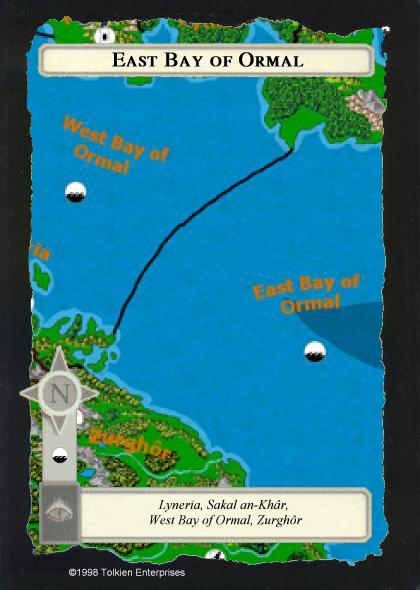 East Bay of Ormal
West Bay of
Ormal
ia
East Bay of
Ormal
N
Zurghôr
Lyneria, Sakal an-Khâr,
West Bay of Ormal, Zurghôr
©1998 Tolkien Enterprises